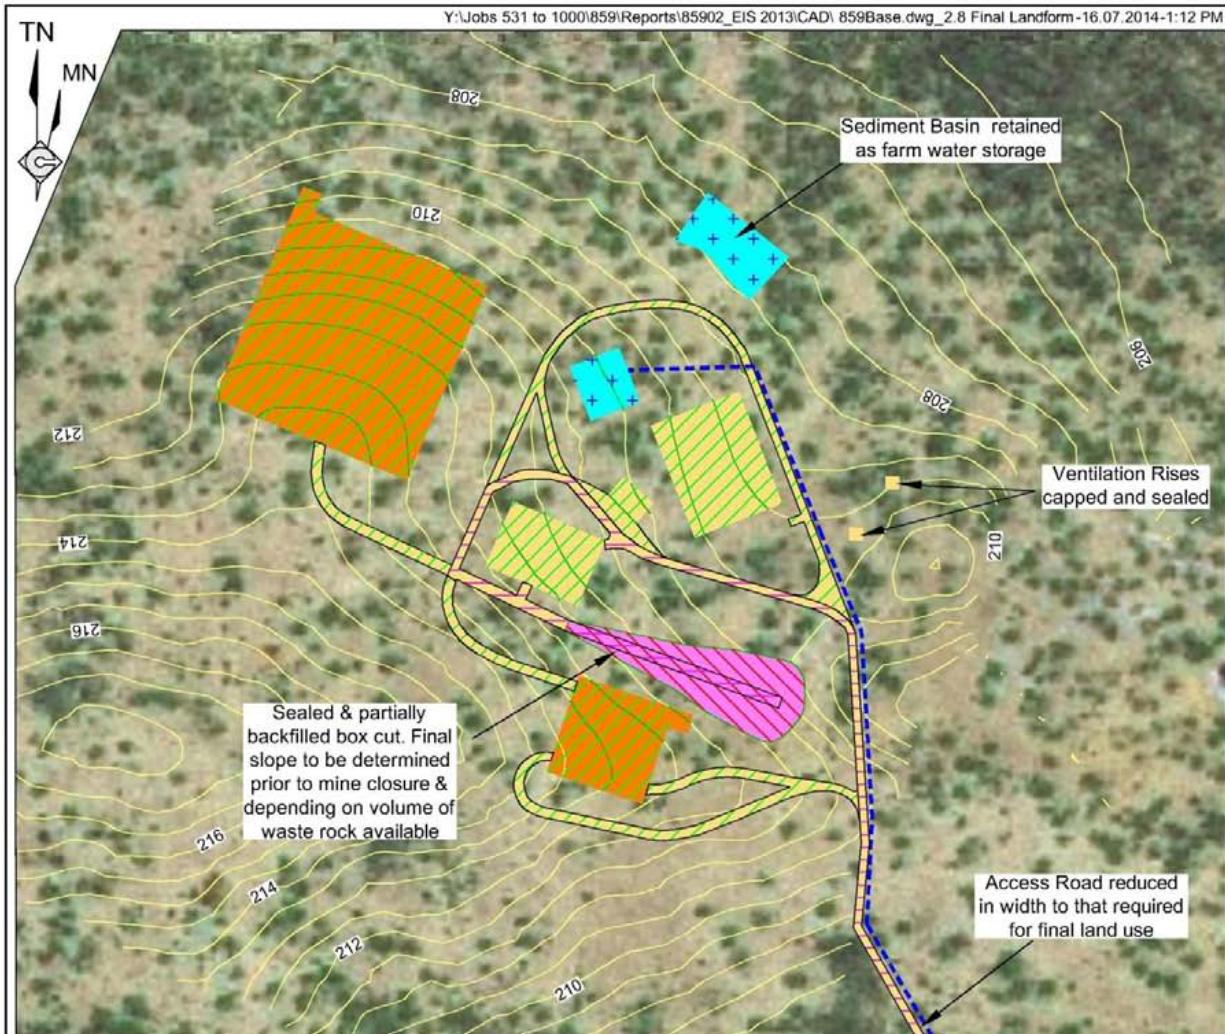 Y:\Jobs 531 to 1000\859\Reports\85902_EIS 2013\CAD\ 859Base.dwg_2.8 Final Landform-16.07.2014-1:12 PM
TN
MN
208
Sediment Basin retained
as farm water storage
210
206
208
212
Ventilation Rises
capped and sealed
214
210
216
Sealed & partially
backfilled box cut. Final
slope to be determined
prior to mine closure &
depending on volume of
waste rock available
216
214
Access Road reduced
in width to that required
for final land use
212
210